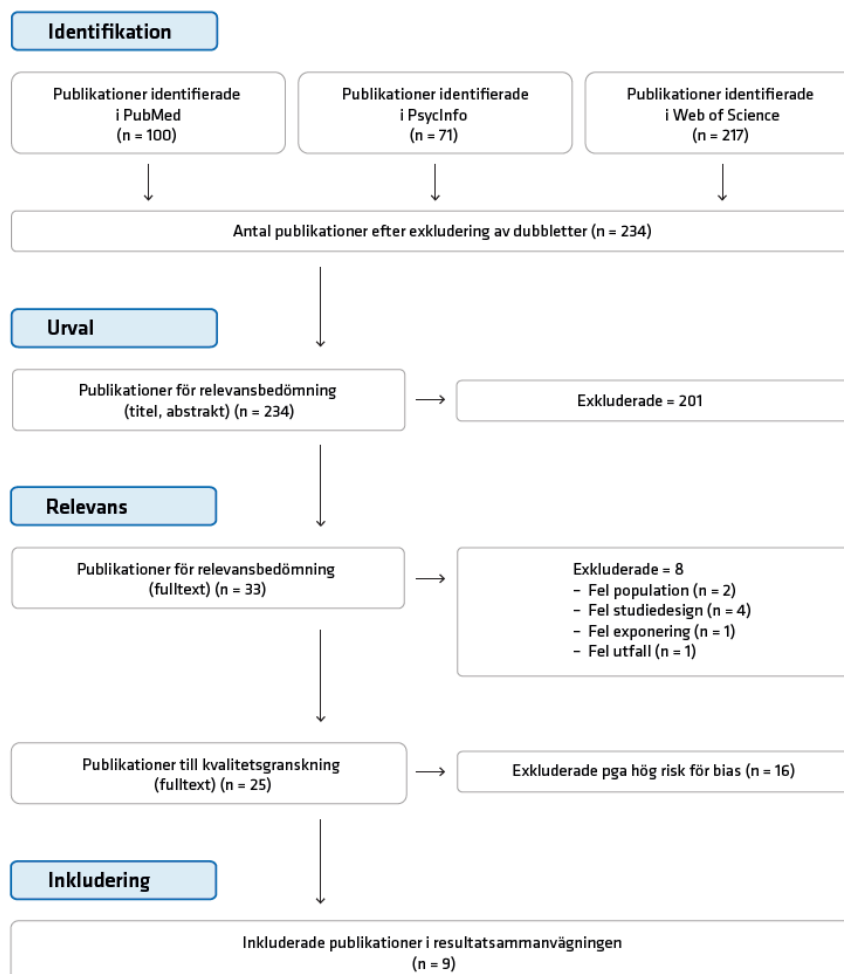 Identifikation
Publikationer identifierade
i PubMed
(n = 100)
Publikationer identifierade
i PsycInfo
(n = 71)
Publikationer identifierade
i Web of Science
(n = 217)
Antal publikationer efter exkludering av dubbletter (n = 234)
Urval
Publikationer för relevansbedömning
(titel, abstrakt) (n = 234)
Exkluderade = 201
Relevans
Publikationer för relevansbedömning
(fulltext) (n = 33)
Exkluderade = 8
– Fel population (n = 2)
– Fel studiedesign (n = 4)
– Fel exponering (n = 1)
– Fel utfall (n = 1)
Publikationer till kvalitetsgranskning
(fulltext) (n = 25)
Exkluderade pga hög risk för bias (n = 16)
Inkludering
Inkluderade publikationer i resultatsammanvägningen
(n = 9)